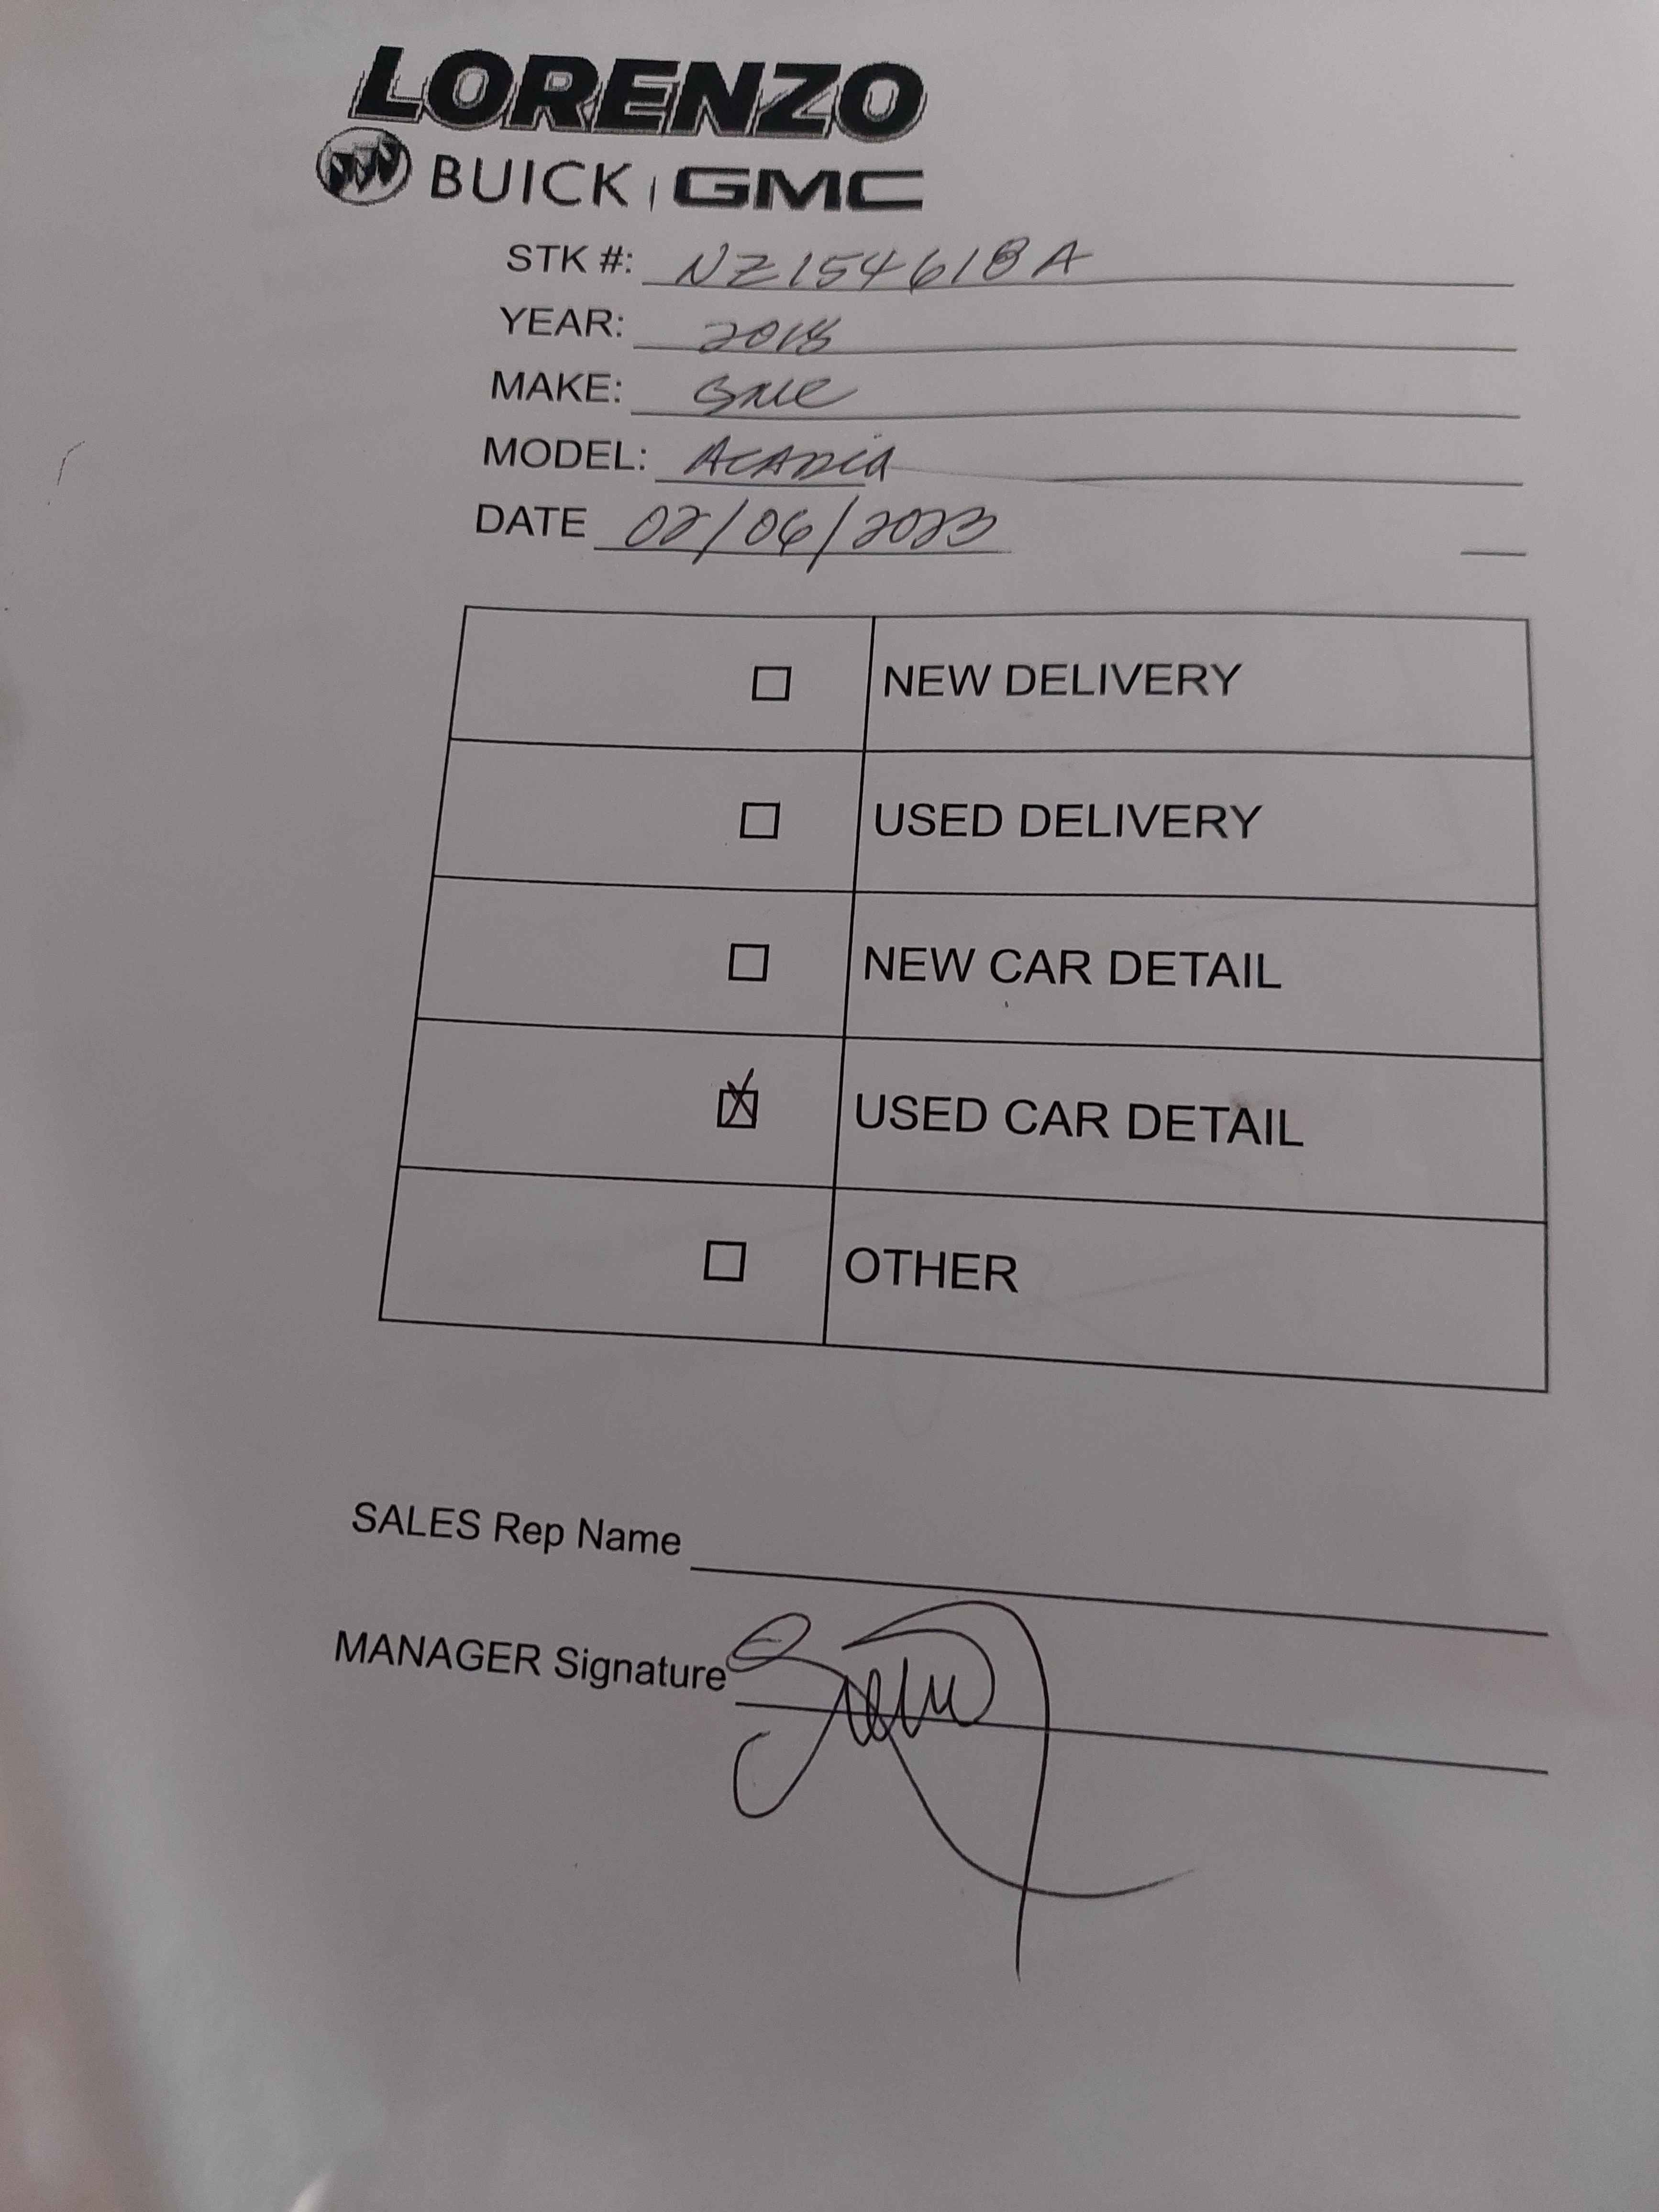 LORENZO
BUICK | GMC
STK #: NZ154618A
YEAR: 2018
MAKE: GMC
MODEL: ACADIA
DATE 02/06/2023
☐ NEW DELIVERY
☐ USED DELIVERY
☐ NEW CAR DETAIL
☒ USED CAR DETAIL
☐ OTHER
SALES Rep Name
MANAGER Signature